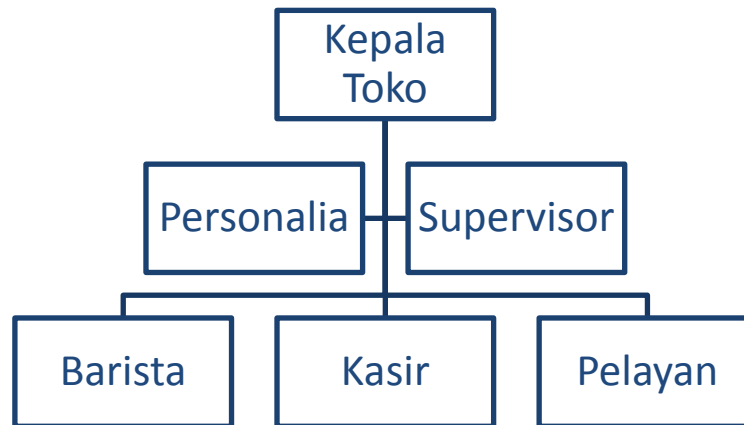 Kepala
Toko
Personalia
Supervisor
Barista
Kasir
Pelayan